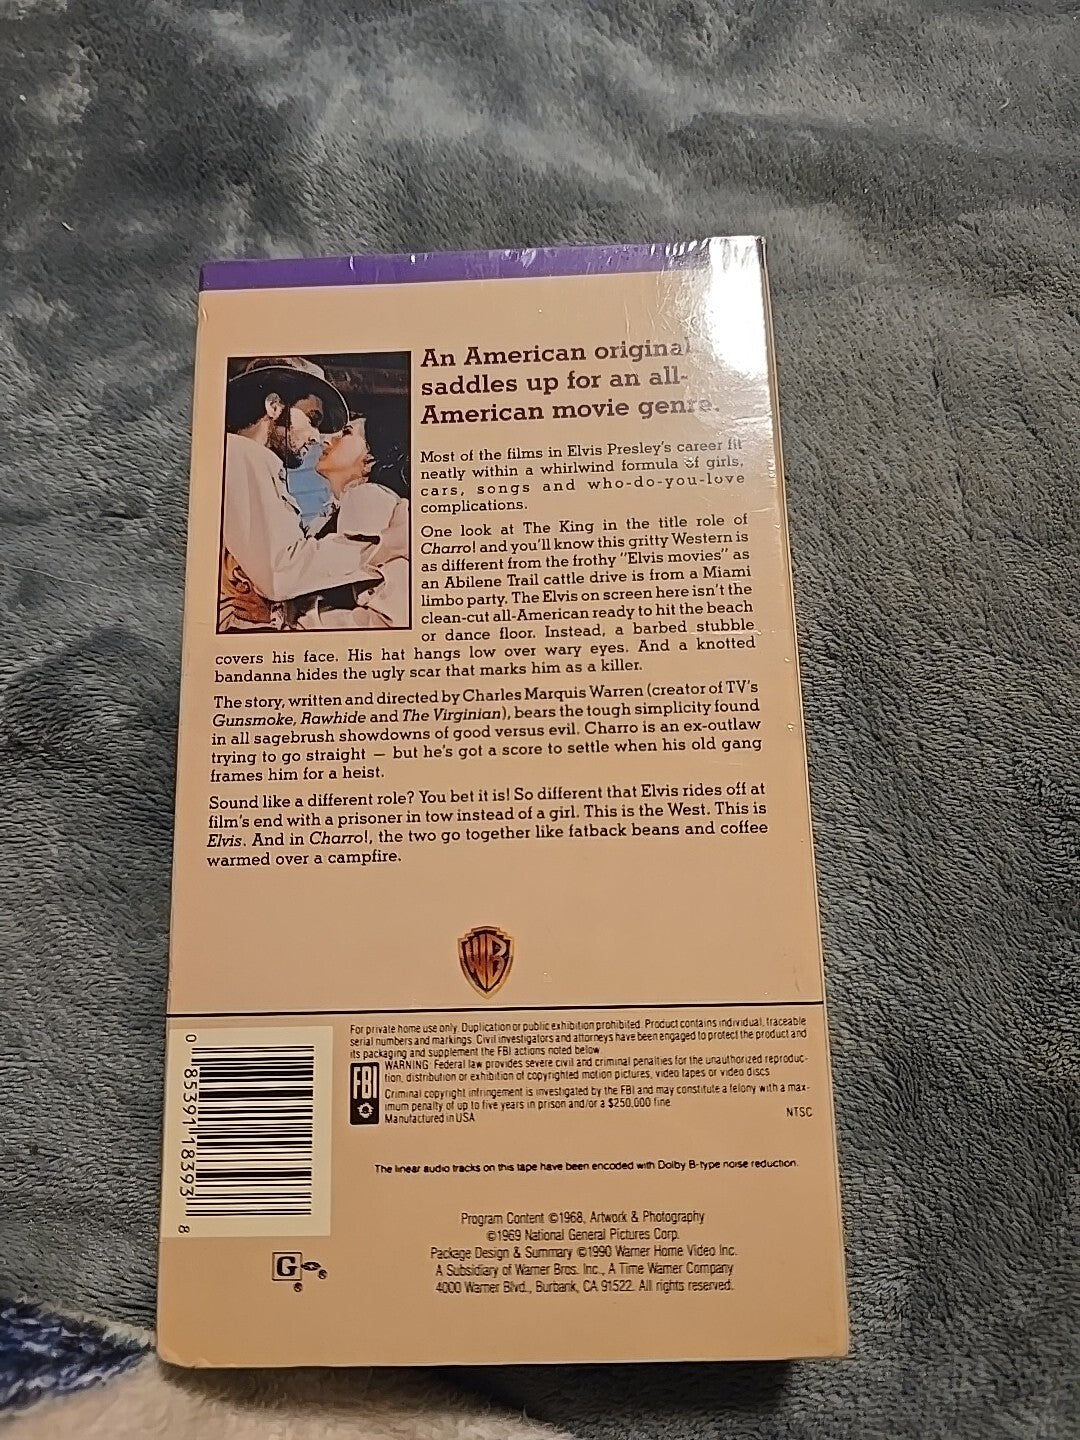 An American original
saddles up for an all-
American movie genre.
Most of the films in Elvis Presley's career fit
neatly within a whirlwind formula of girls,
cars, songs and who-do-you-love
complications.
One look at The King in the title role of
Charro! and you'll know this gritty Western is
as different from the frothy "Elvis movies" as
an Abilene Trail cattle drive is from a Miami
limbo party. The Elvis on screen here isn't the
clean-cut all-American ready to hit the beach
or dance floor. Instead, a barbed stubble
covers his face. His hat hangs low over wary eyes. And a knotted
bandanna hides the ugly scar that marks him as a killer.
The story, written and directed by Charles Marquis Warren (creator of TV's
Gunsmoke, Rawhide and The Virginian), bears the tough simplicity found
in all sagebrush showdowns of good versus evil. Charro is an ex-outlaw
trying to go straight — but he's got a score to settle when his old gang
frames him for a heist.
Sound like a different role? You bet it is! So different that Elvis rides off at
film's end with a prisoner in tow instead of a girl. This is the West. This is
Elvis. And in Charro!, the two go together like fatback beans and coffee
warmed over a campfire.
WB
For private home use only. Duplication or public exhibition prohibited. Product contains individual, traceable
serial numbers and markings. Civil investigators and attorneys have been engaged to protect the product and
its packaging and supplement the FBI actions noted below
FBI
WARNING: Federal law provides severe civil and criminal penalties for the unauthorized reproduc-
tion, distribution or exhibition of copyrighted motion pictures, video tapes or video discs
Criminal copyright infringement is investigated by the FBI and may constitute a felony with a max-
imum penalty of up to five years in prison and/or a $250,000 fine
Manufactured in USA
NTSC
0 85391 18393 8
The linear audio tracks on this tape have been encoded with Dolby B-type noise reduction.
Program Content ©1968, Artwork & Photography
©1969 National General Pictures Corp.
Package Design & Summary ©1990 Warner Home Video Inc.
A Subsidiary of Warner Bros. Inc., A Time Warner Company
4000 Warner Blvd., Burbank, CA 91522. All rights reserved.
G ®
®